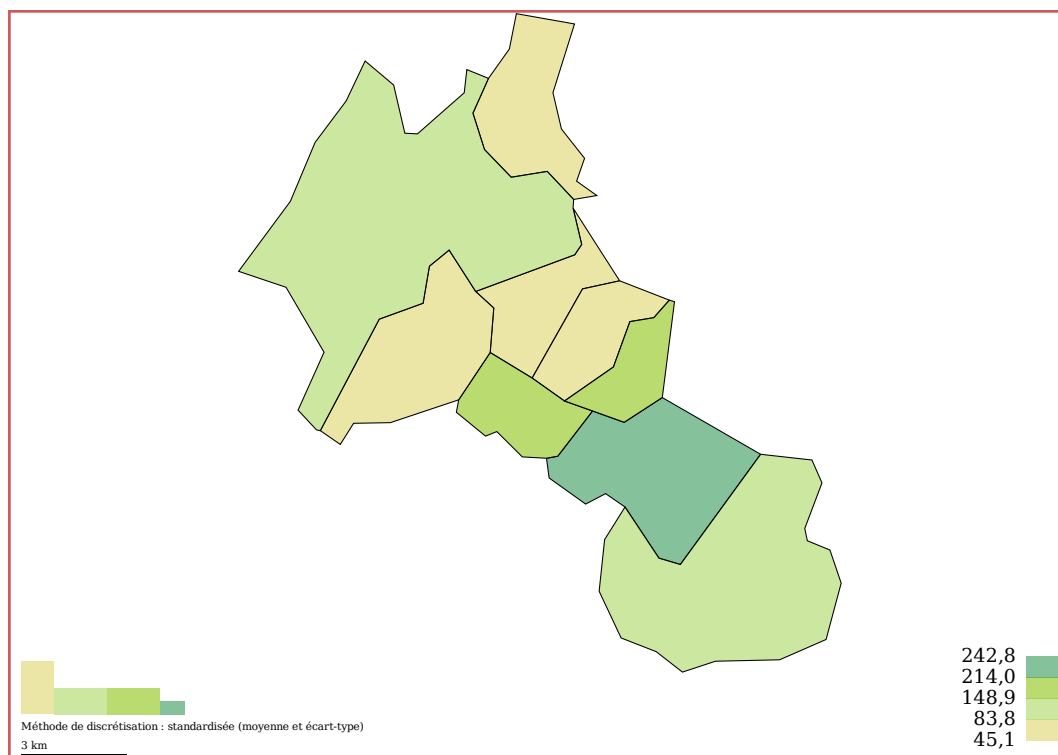 242,8
214,0
148,9
83,8
45,1
Méthode de discrétisation : standardisée (moyenne et écart-type)
3 km